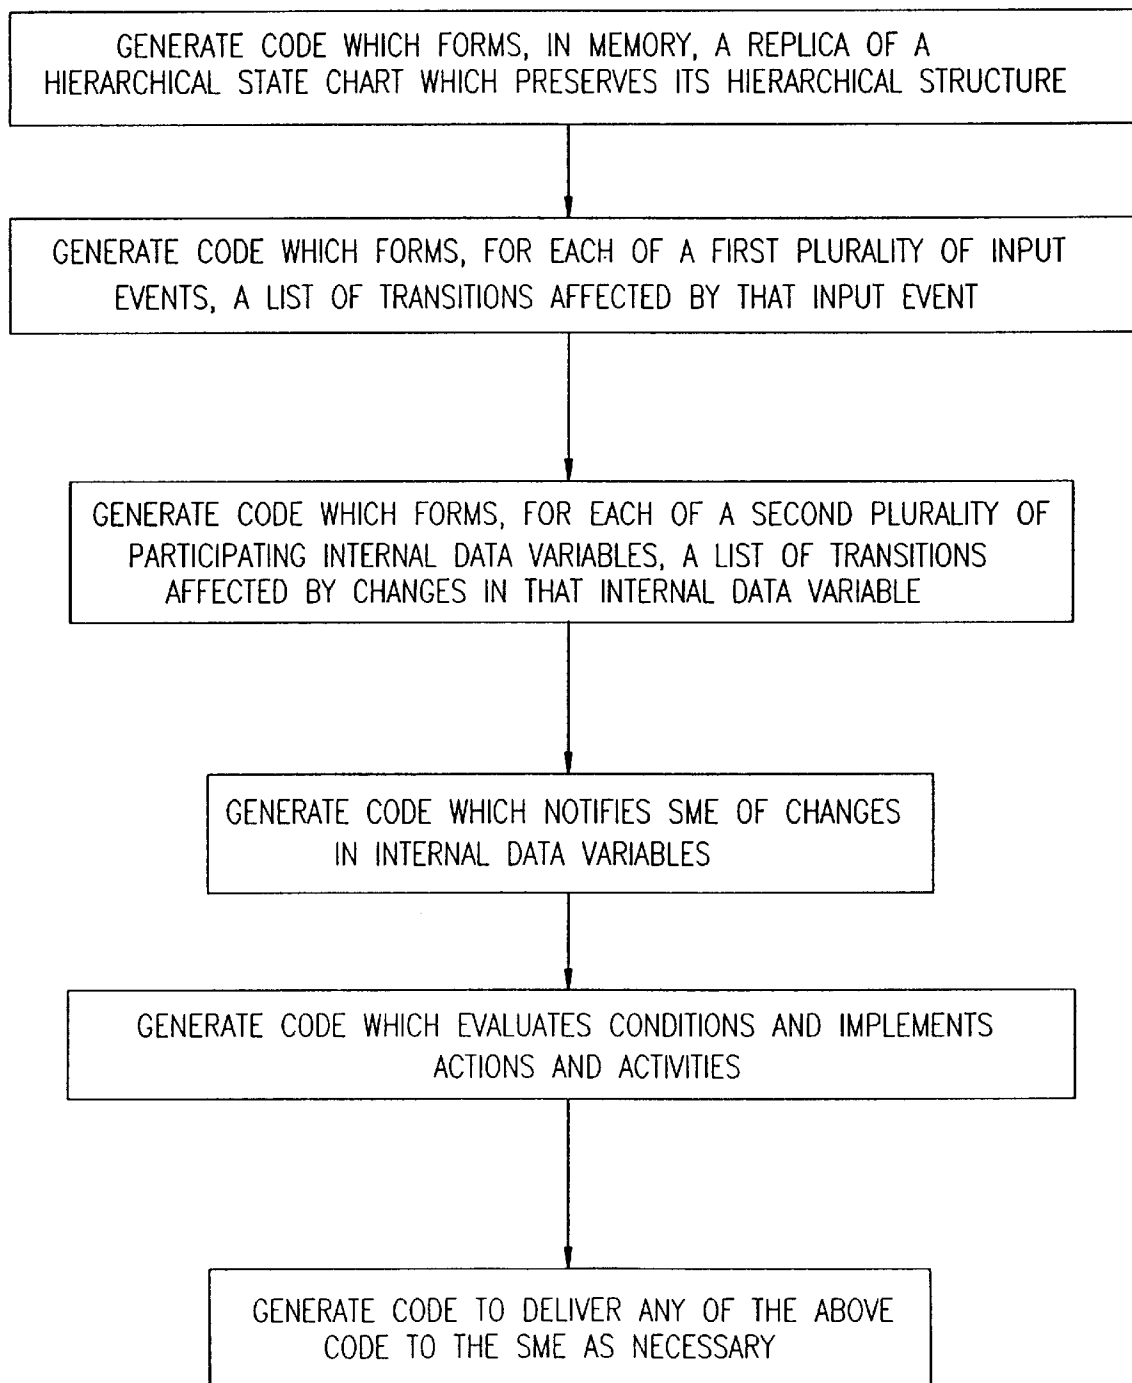 GENERATE CODE WHICH FORMS, IN MEMORY, A REPLICA OF A
HIERARCHICAL STATE CHART WHICH PRESERVES ITS HIERARCHICAL STRUCTURE
GENERATE CODE WHICH FORMS, FOR EACH OF A FIRST PLURALITY OF INPUT
EVENTS, A LIST OF TRANSITIONS AFFECTED BY THAT INPUT EVENT
GENERATE CODE WHICH FORMS, FOR EACH OF A SECOND PLURALITY OF
PARTICIPATING INTERNAL DATA VARIABLES, A LIST OF TRANSITIONS
AFFECTED BY CHANGES IN THAT INTERNAL DATA VARIABLE
GENERATE CODE WHICH NOTIFIES SME OF CHANGES
IN INTERNAL DATA VARIABLES
GENERATE CODE WHICH EVALUATES CONDITIONS AND IMPLEMENTS
ACTIONS AND ACTIVITIES
GENERATE CODE TO DELIVER ANY OF THE ABOVE
CODE TO THE SME AS NECESSARY